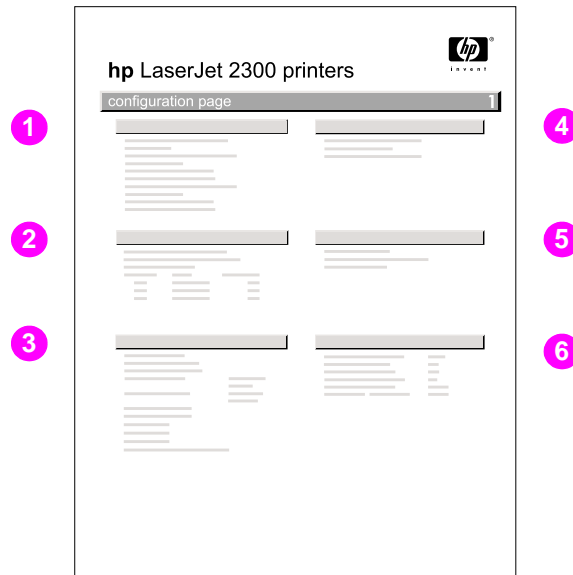 hp
®
invent
hp LaserJet 2300 printers
configuration page 1
1
4
2
5
3
6